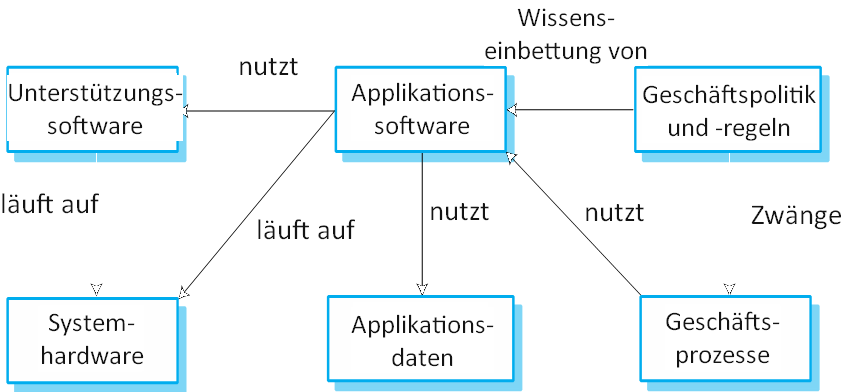 Wissens-
einbettung von
nutzt
Unterstützungs-
software
Applikations-
software
Geschäftspolitik
und -regeln
läuft auf
läuft auf
nutzt
nutzt
Zwänge
System-
hardware
Applikations-
daten
Geschäfts-
prozesse